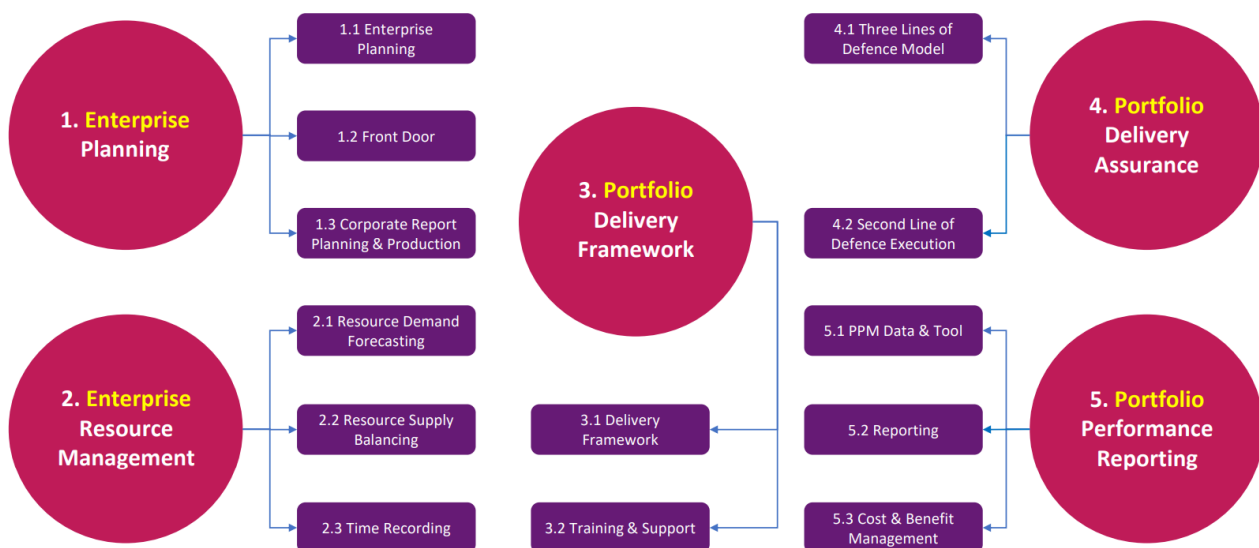 1. Enterprise
Planning
1.1 Enterprise
Planning
1.2 Front Door
1.3 Corporate Report
Planning & Production
2. Enterprise
Resource
Management
2.1 Resource Demand
Forecasting
2.2 Resource Supply
Balancing
2.3 Time Recording
3. Portfolio
Delivery
Framework
3.1 Delivery
Framework
3.2 Training & Support
4. Portfolio
Delivery
Assurance
4.1 Three Lines of
Defence Model
4.2 Second Line of
Defence Execution
5. Portfolio
Performance
Reporting
5.1 PPM Data & Tool
5.2 Reporting
5.3 Cost & Benefit
Management